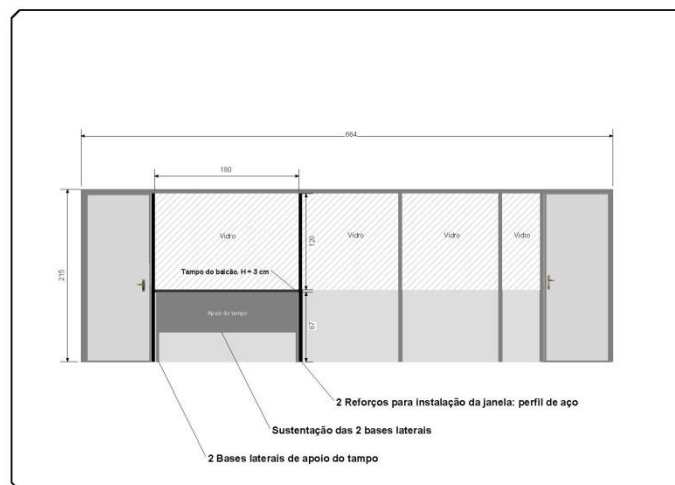 664
180
215
Vidro
Vidro
Vidro
Vidro
120
Tampo do balcão. H = 3 cm
Apoio do tampo
87
2 Reforços para instalação da janela: perfil de aço
Sustentação das 2 bases laterais
2 Bases laterais de apoio do tampo